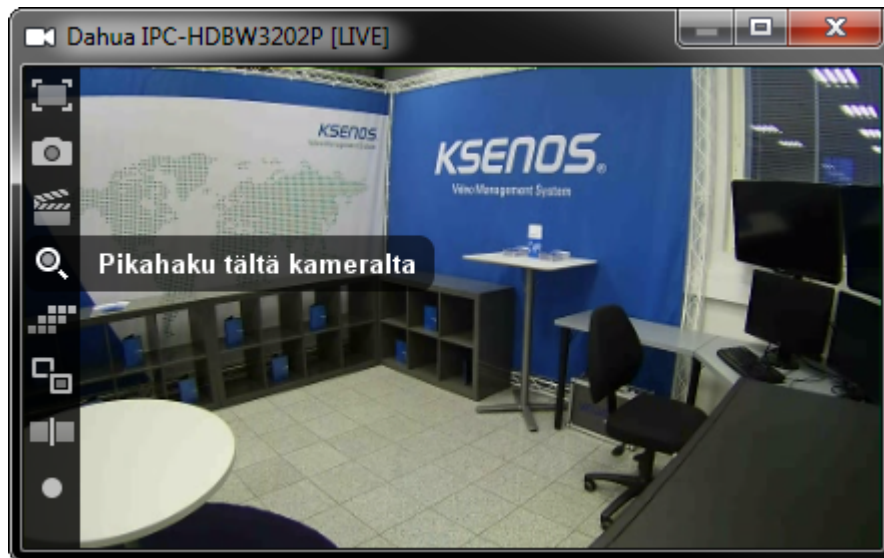 Dahua IPC-HDBW3202P [LIVE]
KSENOS
KSENOS.
Video Management System
Pikahaku tältä kameralta